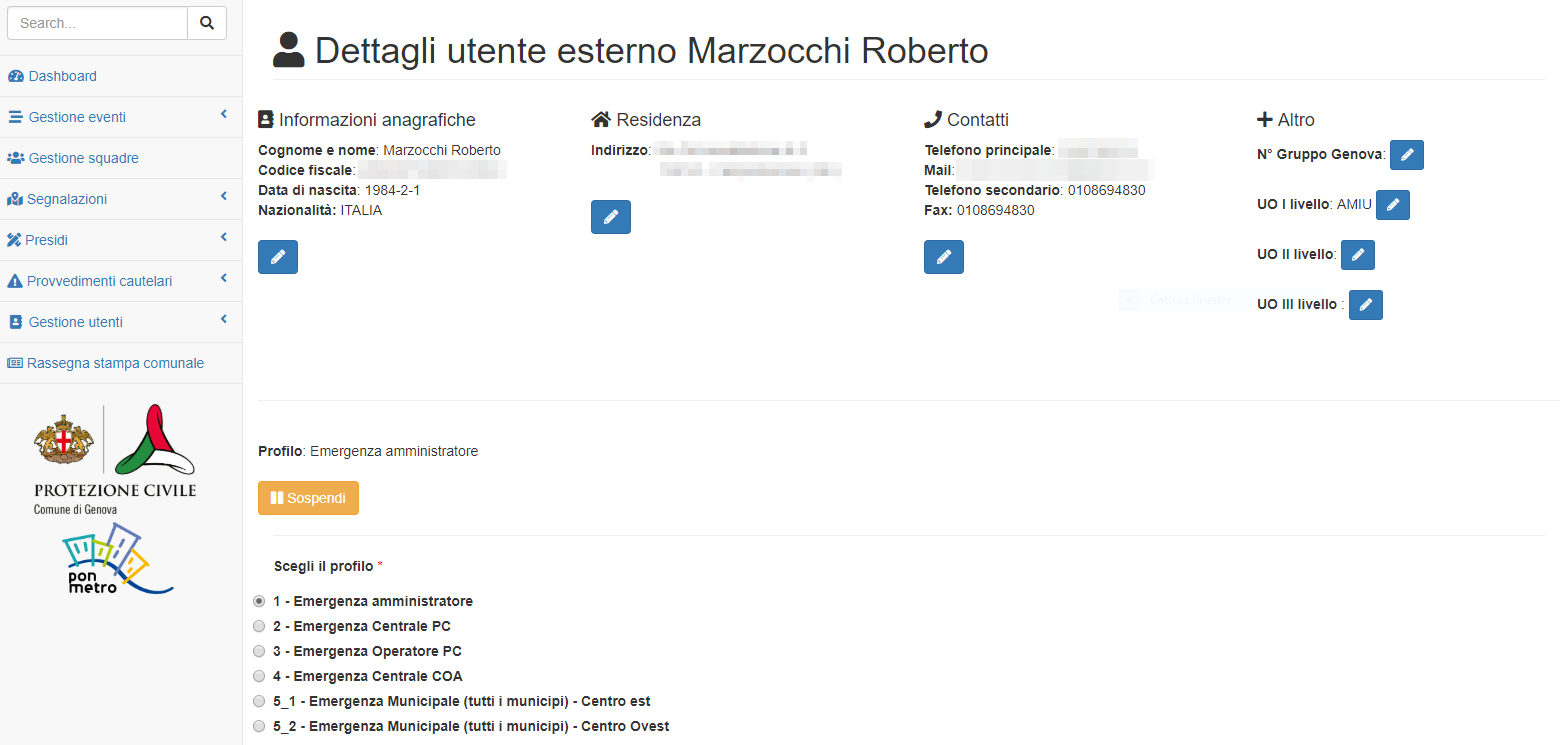 Search...
Dashboard
Gestione eventi
Gestione squadre
Segnalazioni
Presidi
Provvedimenti cautelari
Gestione utenti
Rassegna stampa comunale
PROTEZIONE CIVILE
Comune di Genova
pon
metro
Dettagli utente esterno Marzocchi Roberto
Informazioni anagrafiche
Cognome e nome: Marzocchi Roberto
Codice fiscale:
Data di nascita: 1984-2-1
Nazionalità: ITALIA
Residenza
Indirizzo:
Contatti
Telefono principale:
Mail:
Telefono secondario: 0108694830
Fax: 0108694830
Altro
N° Gruppo Genova:
UO I livello: AMIU
UO II livello:
UO III livello :
Profilo: Emergenza amministratore
Sospendi
Scegli il profilo *
1 - Emergenza amministratore
2 - Emergenza Centrale PC
3 - Emergenza Operatore PC
4 - Emergenza Centrale COA
5_1 - Emergenza Municipale (tutti i municipi) - Centro est
5_2 - Emergenza Municipale (tutti i municipi) - Centro Ovest